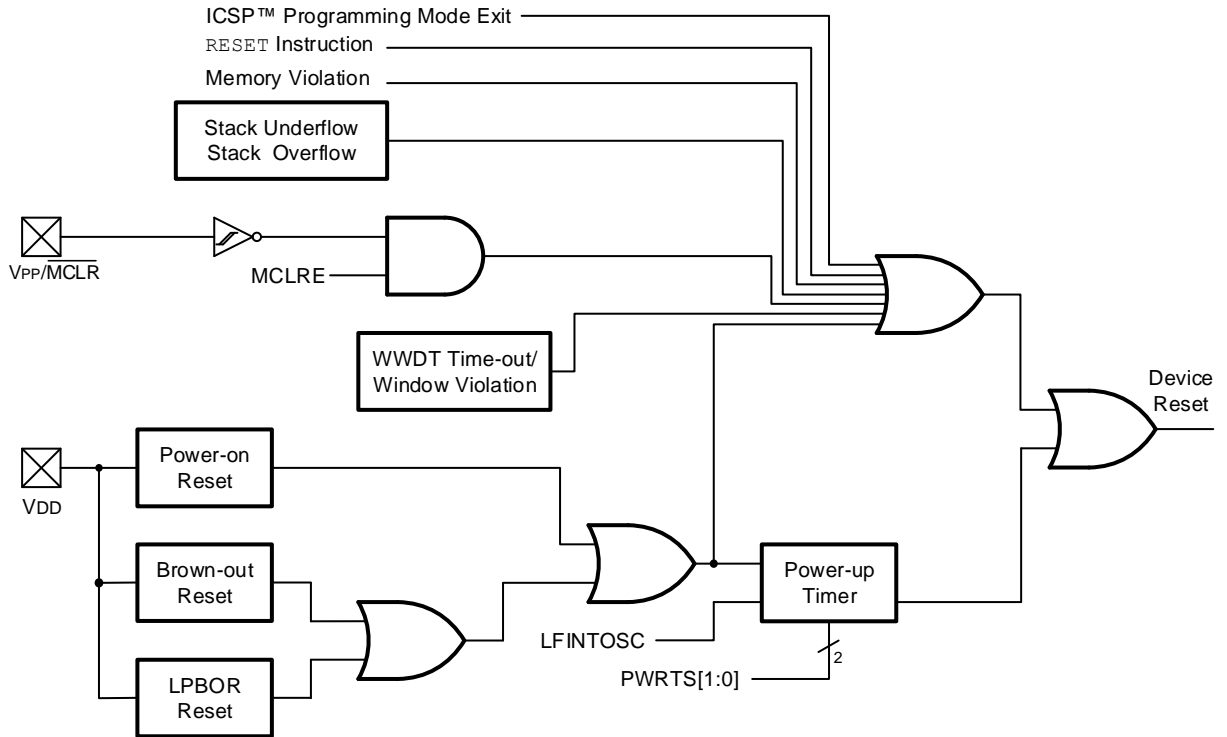 ICSP™ Programming Mode Exit
RESET Instruction
Memory Violation
Stack Underflow
Stack Overflow
VPP/MCLR
MCLRE
WWDT Time-out/
Window Violation
Device
Reset
Power-on
Reset
VDD
Brown-out
Reset
Power-up
Timer
LFINTOSC
2
PWRTS[1:0]
LPBOR
Reset